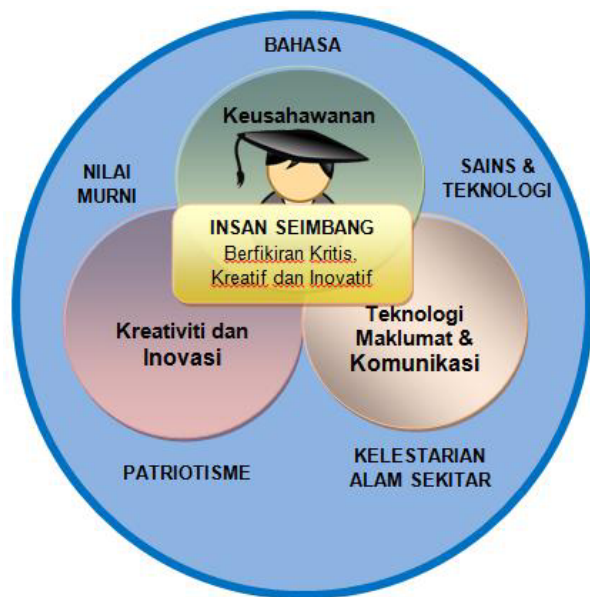 BAHASA
Keusahawanan
NILAI
MURNI
SAINS &
TEKNOLOGI
INSAN SEIMBANG
Berfikiran Kritis,
Kreatif dan Inovatif
Kreativiti dan
Inovasi
Teknologi
Maklumat &
Komunikasi
PATRIOTISME
KELESTARIAN
ALAM SEKITAR